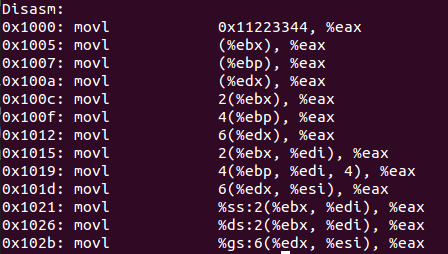 Disasm:
0x1000: movl 0x11223344, %eax
0x1005: movl (%ebx), %eax
0x1007: movl (%ebp), %eax
0x100a: movl (%edx), %eax
0x100c: movl 2(%ebx), %eax
0x100f: movl 4(%ebp), %eax
0x1012: movl 6(%edx), %eax
0x1015: movl 2(%ebx, %edi), %eax
0x1019: movl 4(%ebp, %edi, 4), %eax
0x101d: movl 6(%edx, %esi), %eax
0x1021: movl %ss:2(%ebx, %edi), %eax
0x1026: movl %ds:2(%ebx, %edi), %eax
0x102b: movl %gs:6(%edx, %esi), %eax